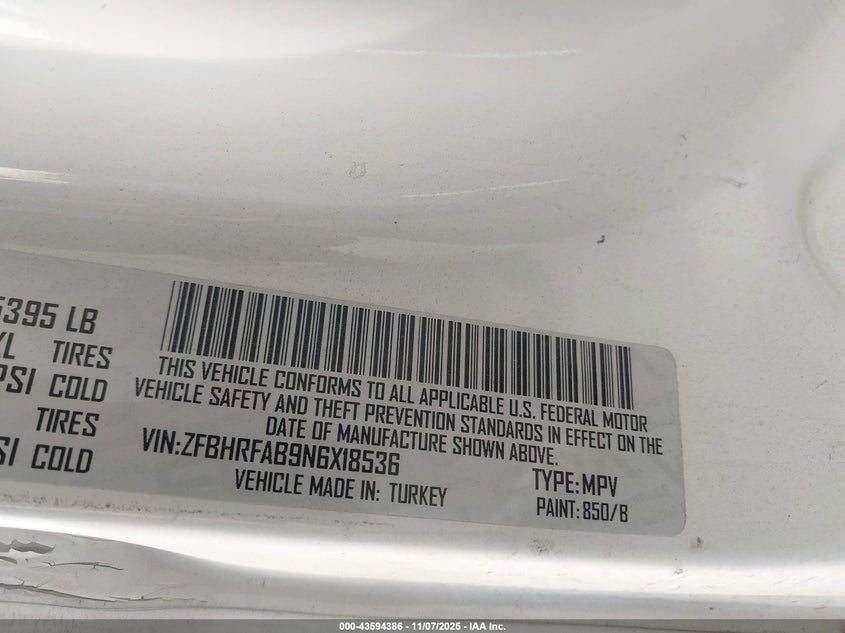 5395 LB
XL TIRES
PSI COLD
TIRES
SI COLD
THIS VEHICLE CONFORMS TO ALL APPLICABLE U.S. FEDERAL MOTOR
VEHICLE SAFETY AND THEFT PREVENTION STANDARDS IN EFFECT ON THE
DATE OF MANUFACTURE SHOWN ABOVE.
VIN:ZFBHRFAB9N6X18536
TYPE:MPV
VEHICLE MADE IN: TURKEY
PAINT: 850/B
000-43594386 - 11/07/2025 - IAA Inc.